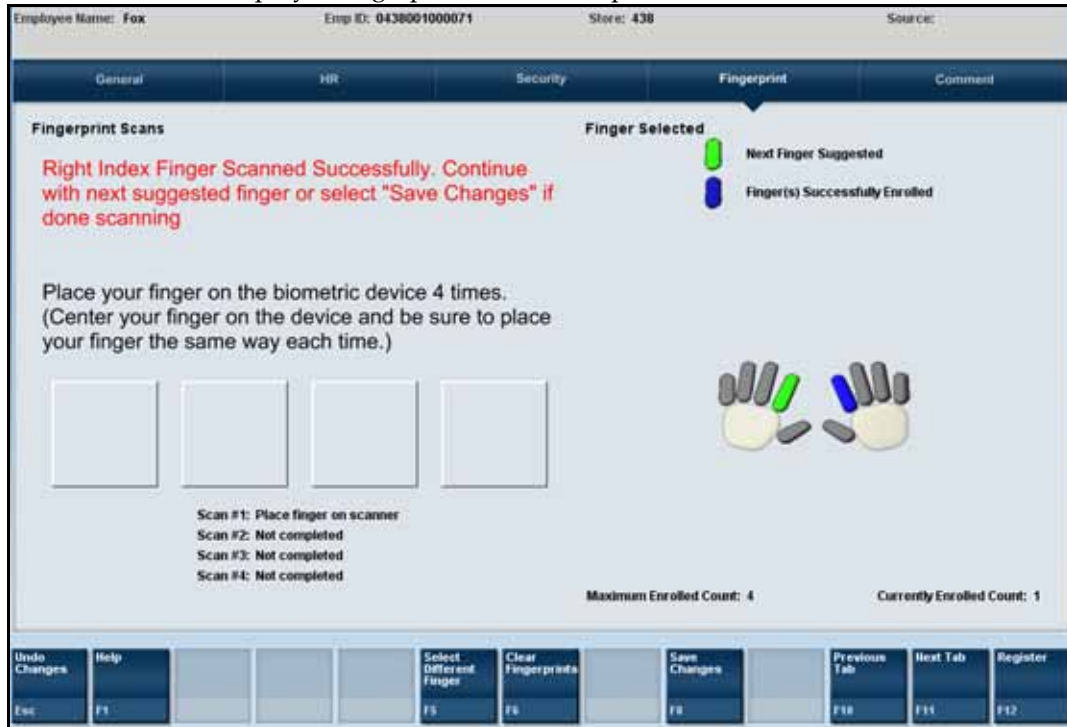 Employee Name: Fox Emp ID: 0438001000071 Store: 438 Source:
General HR Security Fingerprint Comment
Fingerprint Scans
Right Index Finger Scanned Successfully. Continue
with next suggested finger or select "Save Changes" if
done scanning
Place your finger on the biometric device 4 times.
(Center your finger on the device and be sure to place
your finger the same way each time.)
Scan #1: Place finger on scanner
Scan #2: Not completed
Scan #3: Not completed
Scan #4: Not completed
Finger Selected
Next Finger Suggested
Finger(s) Successfully Enrolled
Maximum Enrolled Count: 4 Currently Enrolled Count: 1
Undo
Changes
Esc
Help
F1
Select
Different
Finger
F5
Clear
Fingerprints
F6
Save
Changes
F8
Previous
Tab
F10
Next Tab
F11
Register
F12